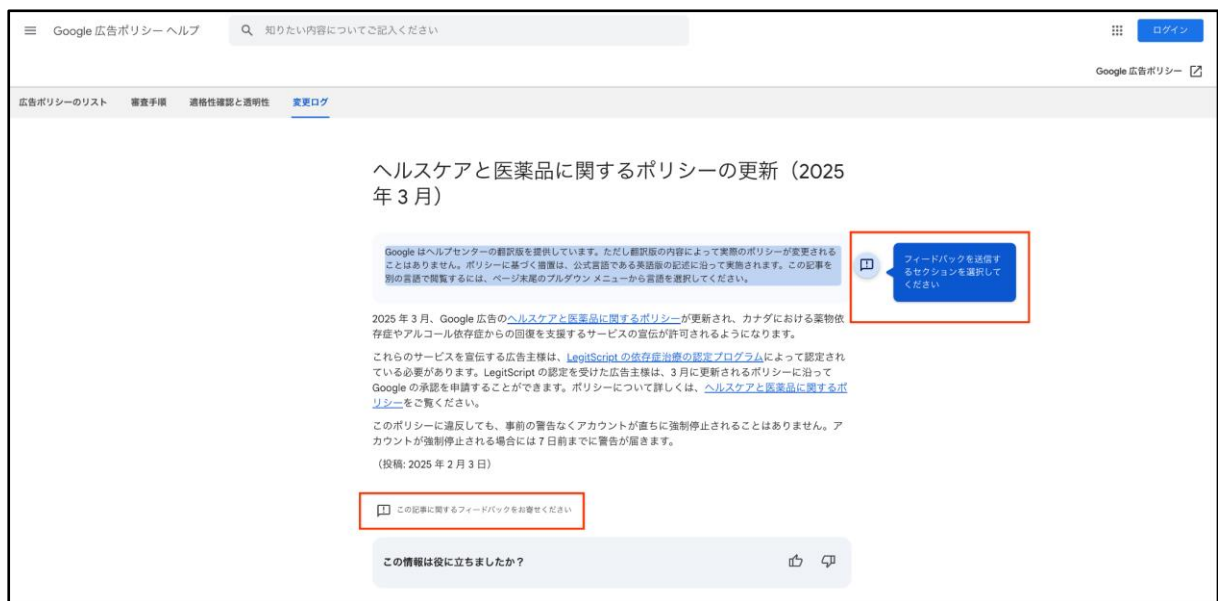 Google 広告ポリシー ヘルプ
知りたい内容についてご記入ください
ログイン
Google 広告ポリシー
広告ポリシーのリスト 審査手順 適格性確認と透明性 変更ログ
ヘルスケアと医薬品に関するポリシーの更新（2025
年 3 月）
Google はヘルプセンターの翻訳版を提供しています。ただし翻訳版の内容によって実際のポリシーが変更される
ことはありません。ポリシーに基づく措置は、公式言語である英語版の記述に沿って実施されます。この記事を
別の言語で閲覧するには、ページ末尾のプルダウン メニューから言語を選択してください。
フィードバックを送信す
るセクションを選択して
ください
2025 年 3 月、Google 広告のヘルスケアと医薬品に関するポリシーが更新され、カナダにおける薬物依
存症やアルコール依存症からの回復を支援するサービスの宣伝が許可されるようになります。
これらのサービスを宣伝する広告主様は、LegitScript の依存症治療の認定プログラムによって認定され
ている必要があります。LegitScript の認定を受けた広告主様は、3 月に更新されるポリシーに沿って
Google の承認を申請することができます。ポリシーについて詳しくは、ヘルスケアと医薬品に関するポ
リシーをご覧ください。
このポリシーに違反しても、事前の警告なくアカウントが直ちに強制停止されることはありません。ア
カウントが強制停止される場合には 7 日前までに警告が届きます。
（投稿: 2025 年 2 月 3 日）
この記事に関するフィードバックをお寄せください
この情報は役に立ちましたか？